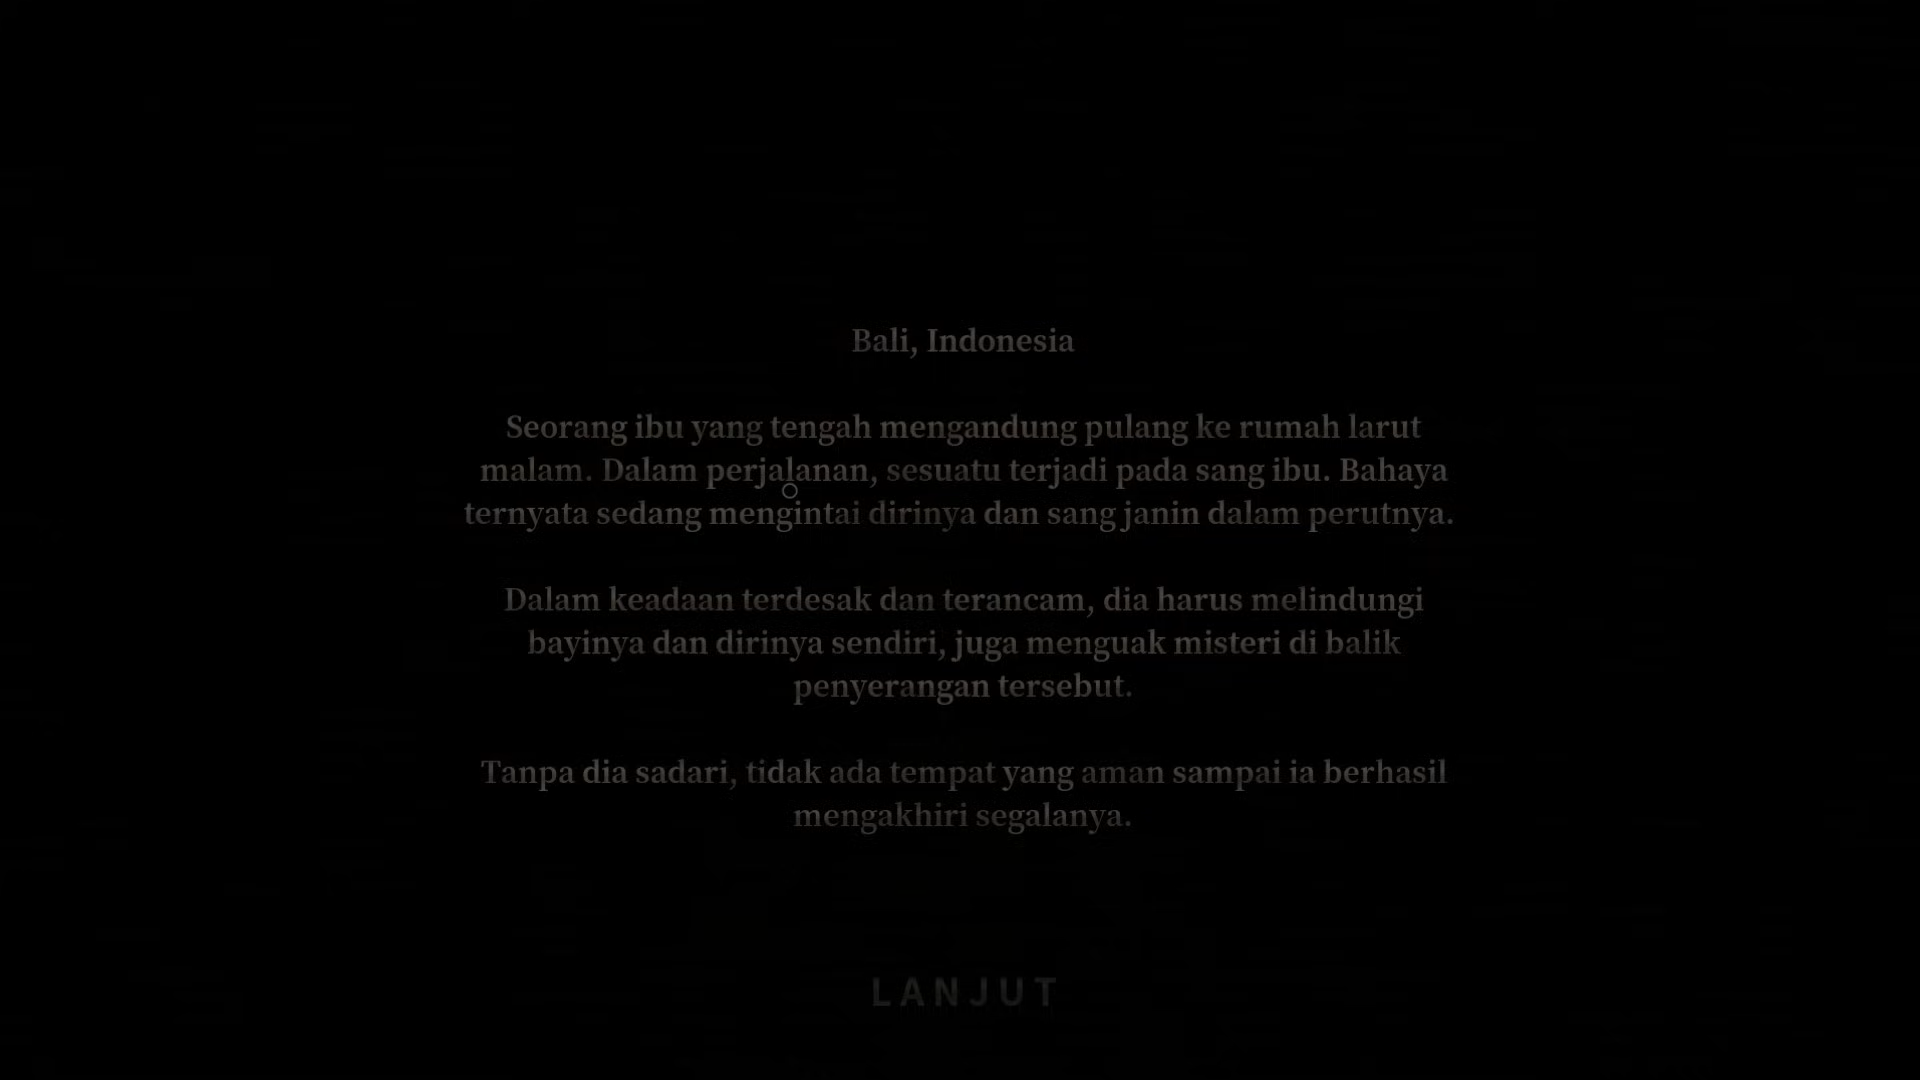 Bali, Indonesia
Seorang ibu yang tengah mengandung pulang ke rumah larut
malam. Dalam perjalanan, sesuatu terjadi pada sang ibu. Bahaya
ternyata sedang mengintai dirinya dan sang janin dalam perutnya.
Dalam keadaan terdesak dan terancam, dia harus melindungi
bayinya dan dirinya sendiri, juga menguak misteri di balik
penyerangan tersebut.
Tanpa dia sadari, tidak ada tempat yang aman sampai ia berhasil
mengakhiri segalanya.
LANJUT